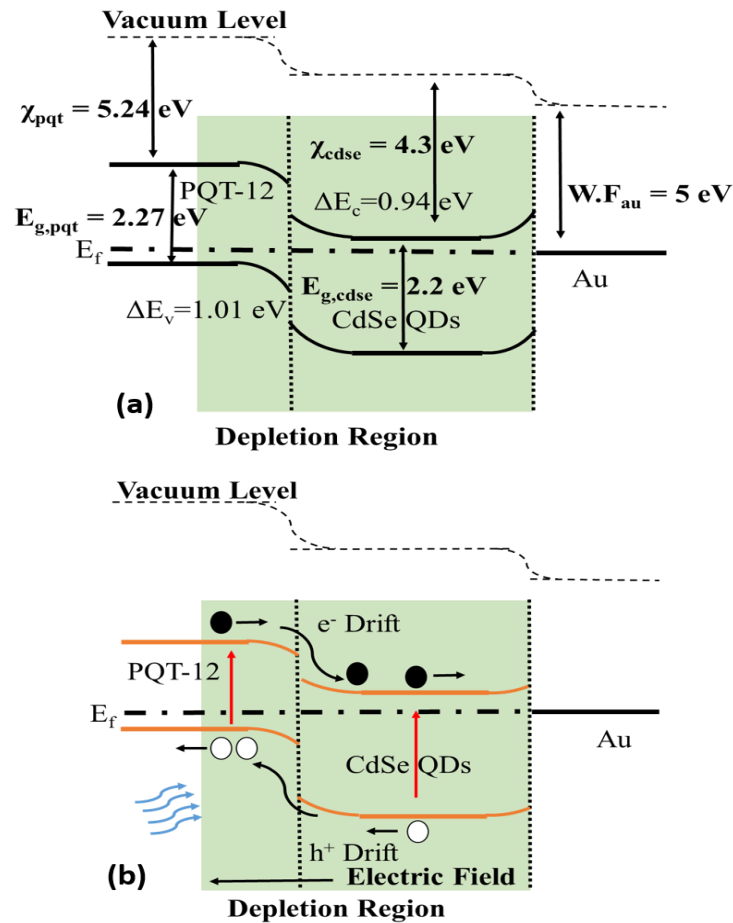 Vacuum Level
χpqt = 5.24 eV
χcdse = 4.3 eV
PQT-12
ΔEc=0.94 eV
W.Fau = 5 eV
Eg,pqt = 2.27 eV
Ef
Au
Eg,cdse = 2.2 eV
ΔEv=1.01 eV
CdSe QDs
(a)
Depletion Region
Vacuum Level
e- Drift
PQT-12
Ef
Au
CdSe QDs
h+ Drift
(b)
Electric Field
Depletion Region